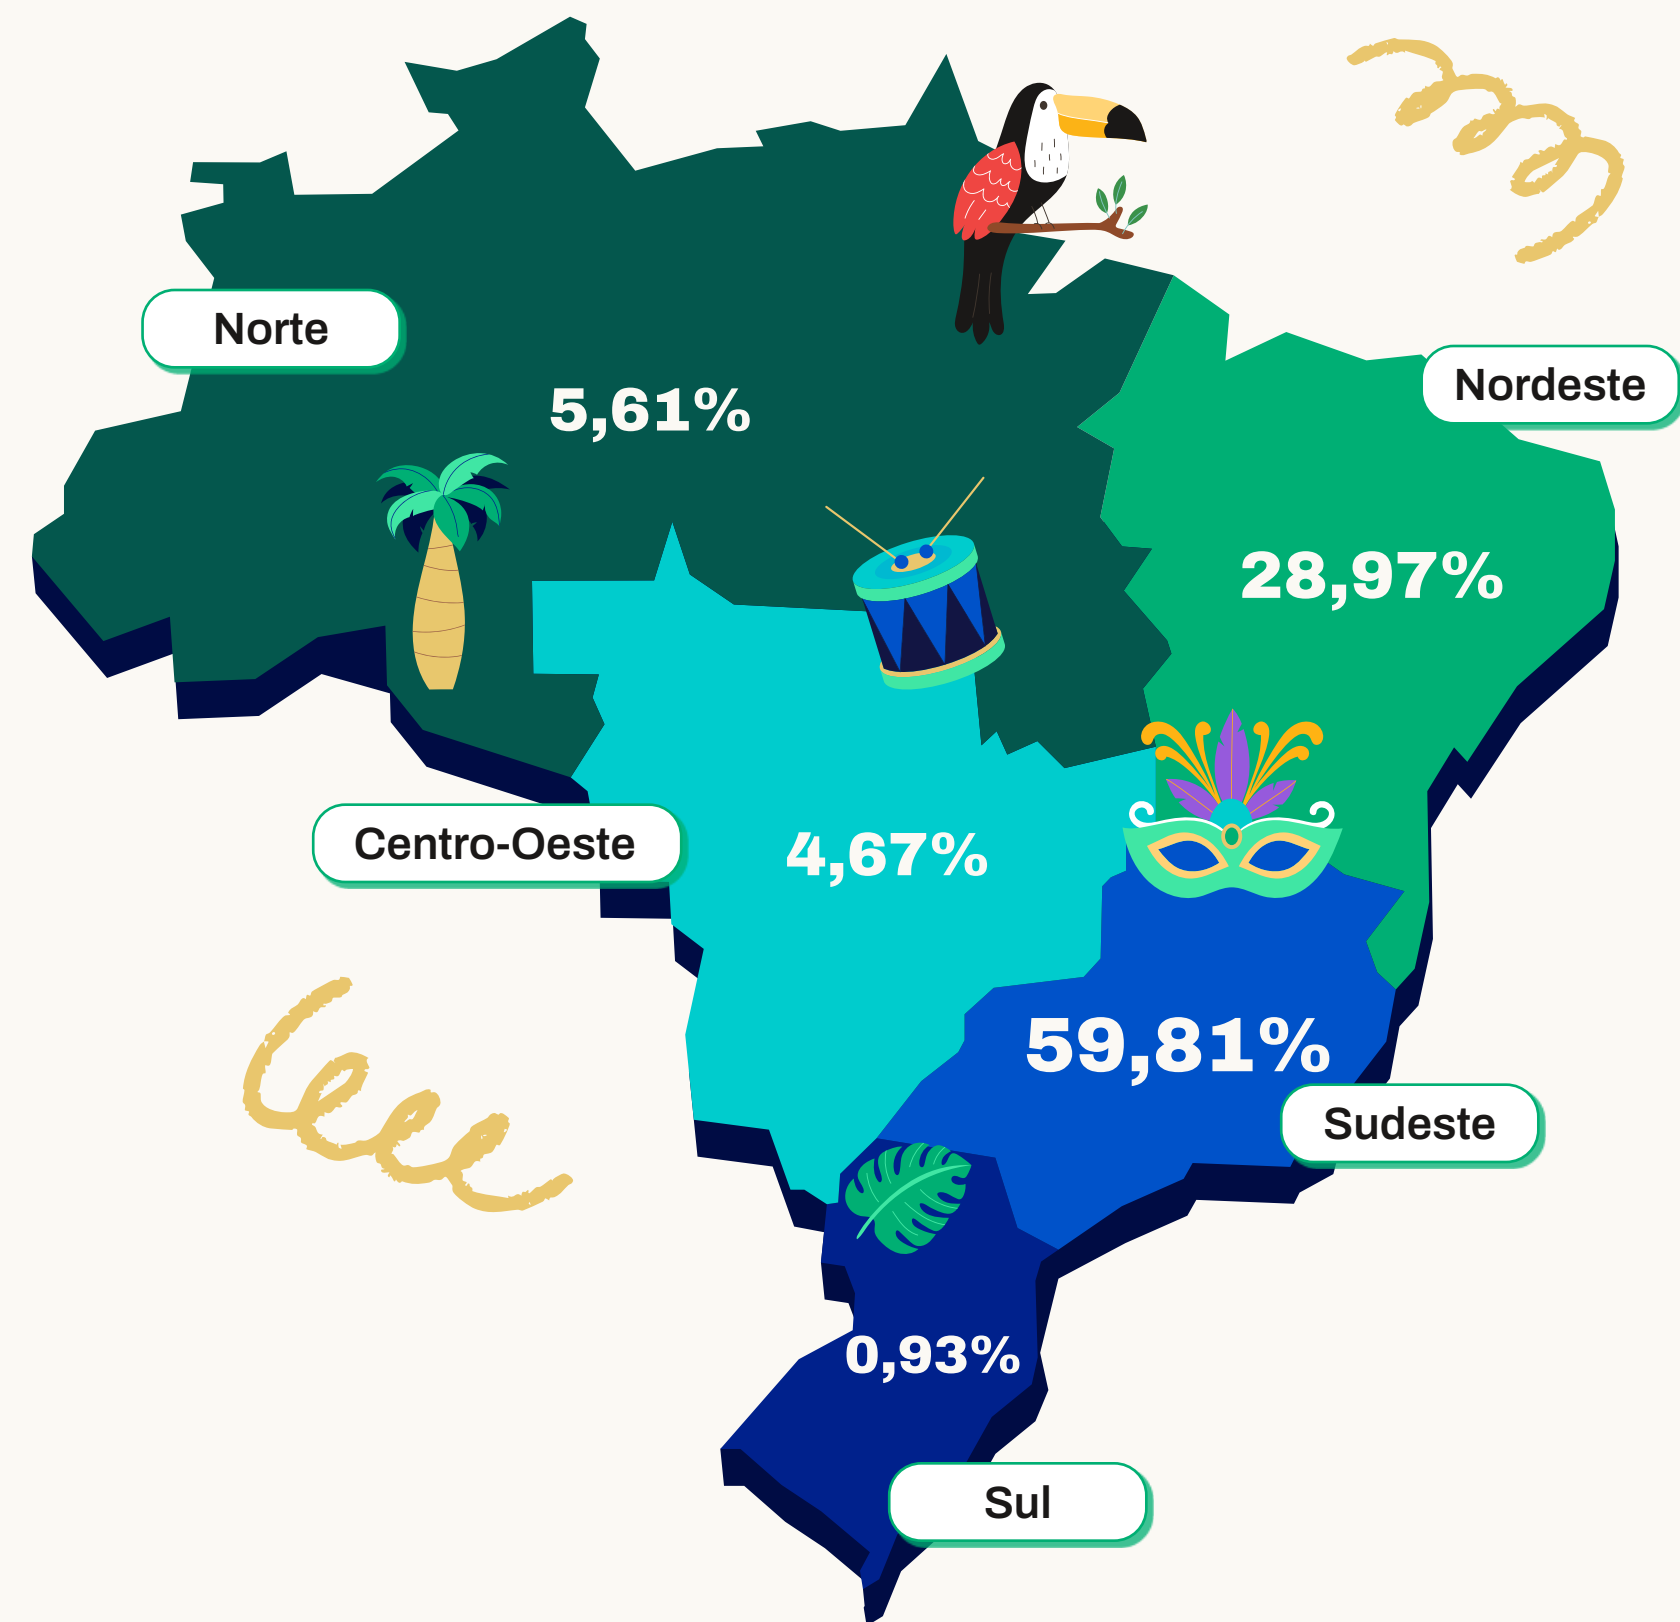 Norte
5,61%
Nordeste
28,97%
Centro-Oeste
4,67%
59,81%
Sudeste
0,93%
Sul